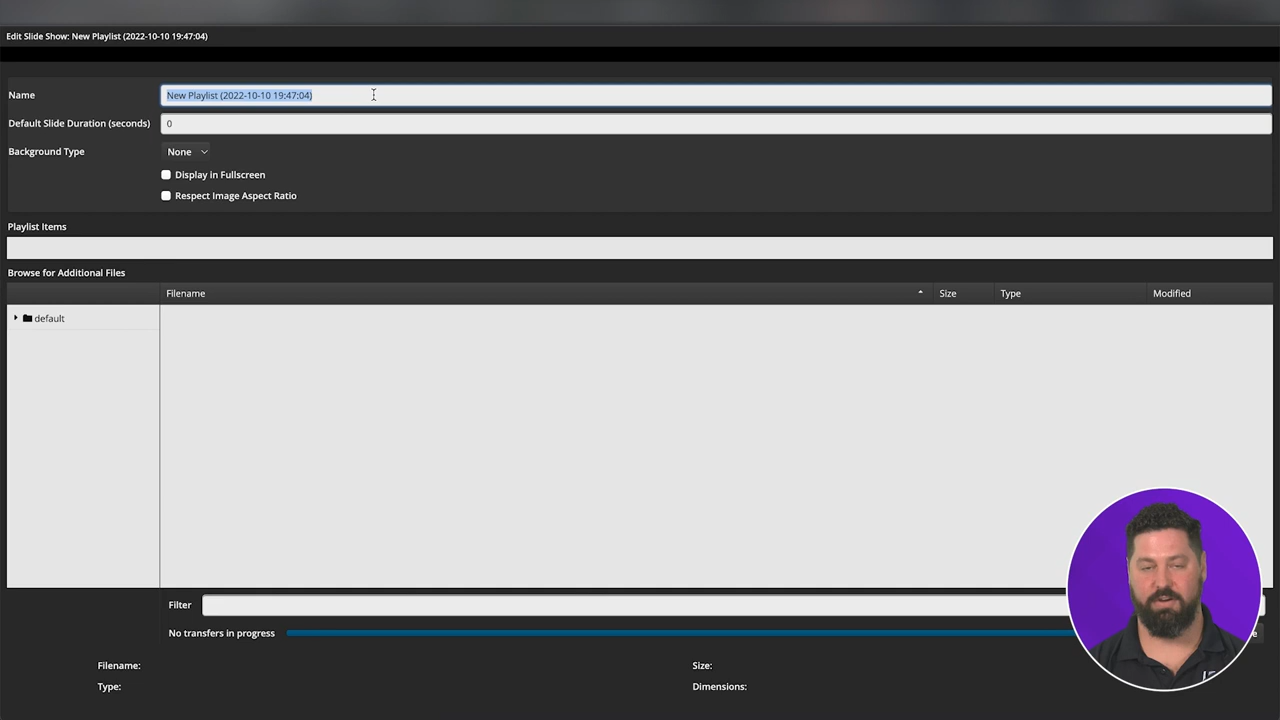 Edit Slide Show: New Playlist (2022-10-10 19:47:04)
Name
New Playlist (2022-10-10 19:47:04)
Default Slide Duration (seconds)
0
Background Type
None
Display in Fullscreen
Respect Image Aspect Ratio
Playlist Items
Browse for Additional Files
Filename Size Type Modified
default
Filter
No transfers in progress
Filename: Size:
Type: Dimensions: